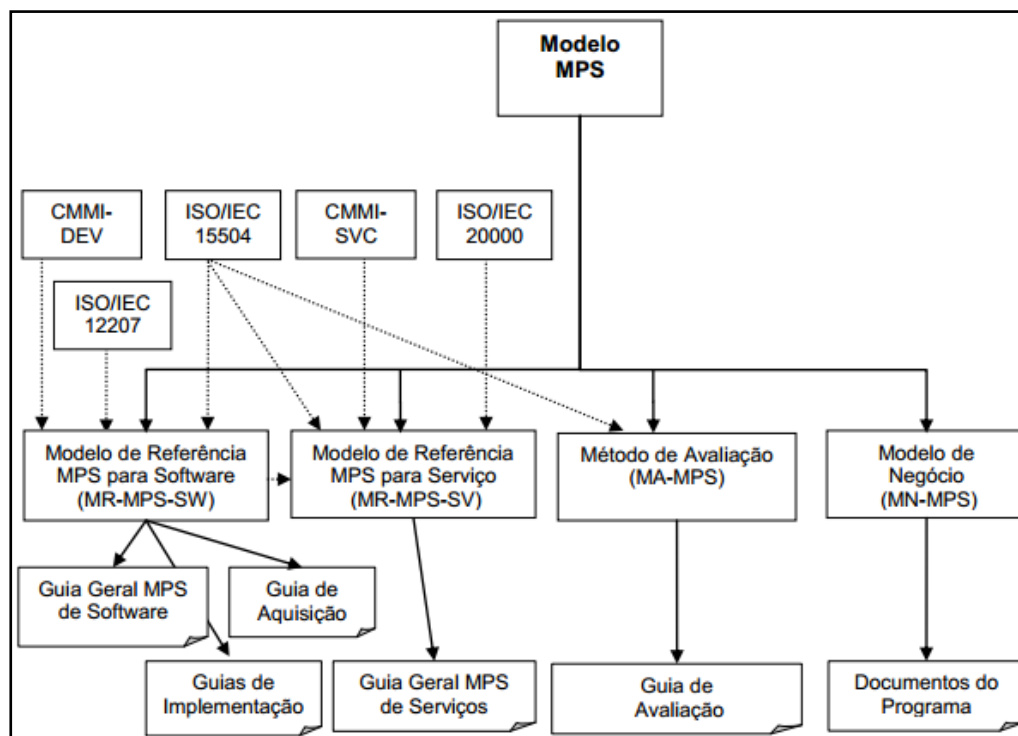 Modelo
MPS
CMMI-
DEV
ISO/IEC
15504
CMMI-
SVC
ISO/IEC
20000
ISO/IEC
12207
Modelo de Referência
MPS para Software
(MR-MPS-SW)
Modelo de Referência
MPS para Serviço
(MR-MPS-SV)
Método de Avaliação
(MA-MPS)
Modelo de
Negócio
(MN-MPS)
Guia Geral MPS
de Software
Guia de
Aquisição
Guias de
Implementação
Guia Geral MPS
de Serviços
Guia de
Avaliação
Documentos do
Programa